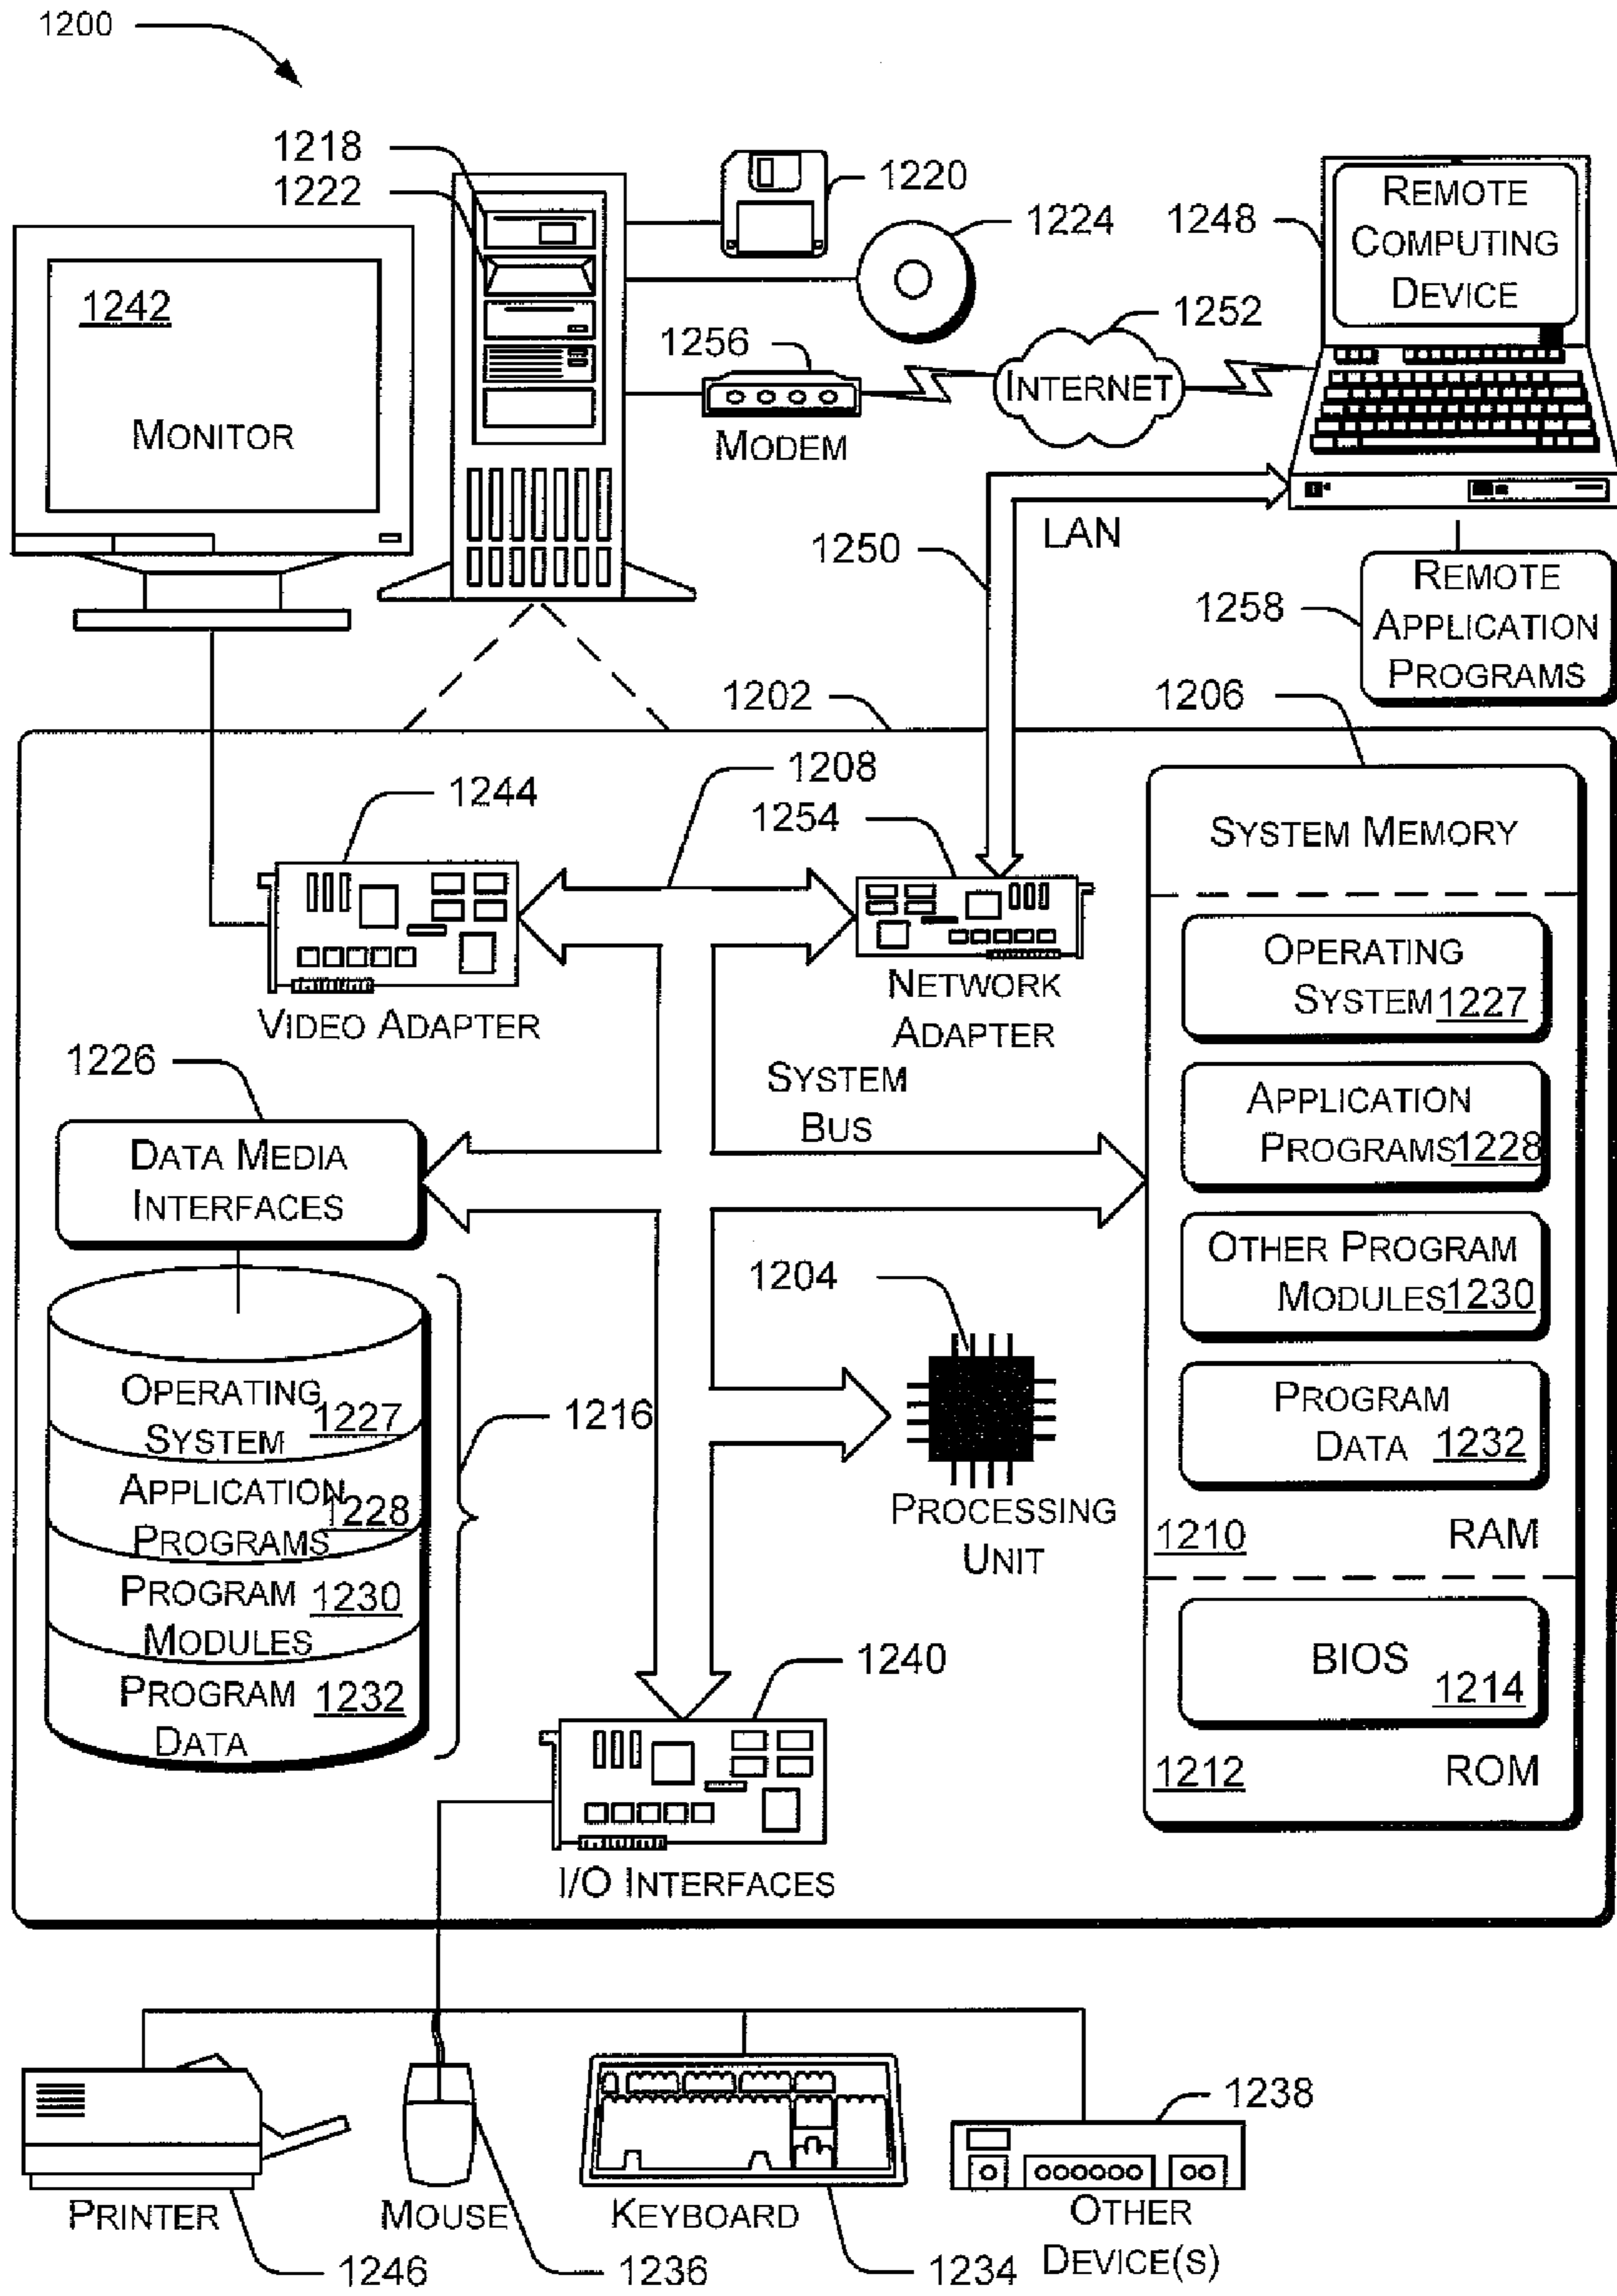 1200
1218
1222
1220
1224
1248
REMOTE
COMPUTING
DEVICE
1242
MONITOR
1256
MODEM
1252
INTERNET
LAN
1250
REMOTE
APPLICATION
PROGRAMS
1258
1202
1206
1208
1244
1254
VIDEO ADAPTER
NETWORK
ADAPTER
SYSTEM
BUS
SYSTEM MEMORY
OPERATING
SYSTEM 1227
APPLICATION
PROGRAMS 1228
OTHER PROGRAM
MODULES 1230
PROGRAM
DATA 1232
1210 RAM
BIOS
1214
1212 ROM
1226
DATA MEDIA
INTERFACES
OPERATING
SYSTEM 1227
APPLICATION
PROGRAMS 1228
PROGRAM
MODULES 1230
PROGRAM
DATA 1232
1216
1204
PROCESSING
UNIT
1240
I/O INTERFACES
PRINTER
1246
MOUSE
1236
KEYBOARD
1234
1238
OTHER
DEVICE(S)